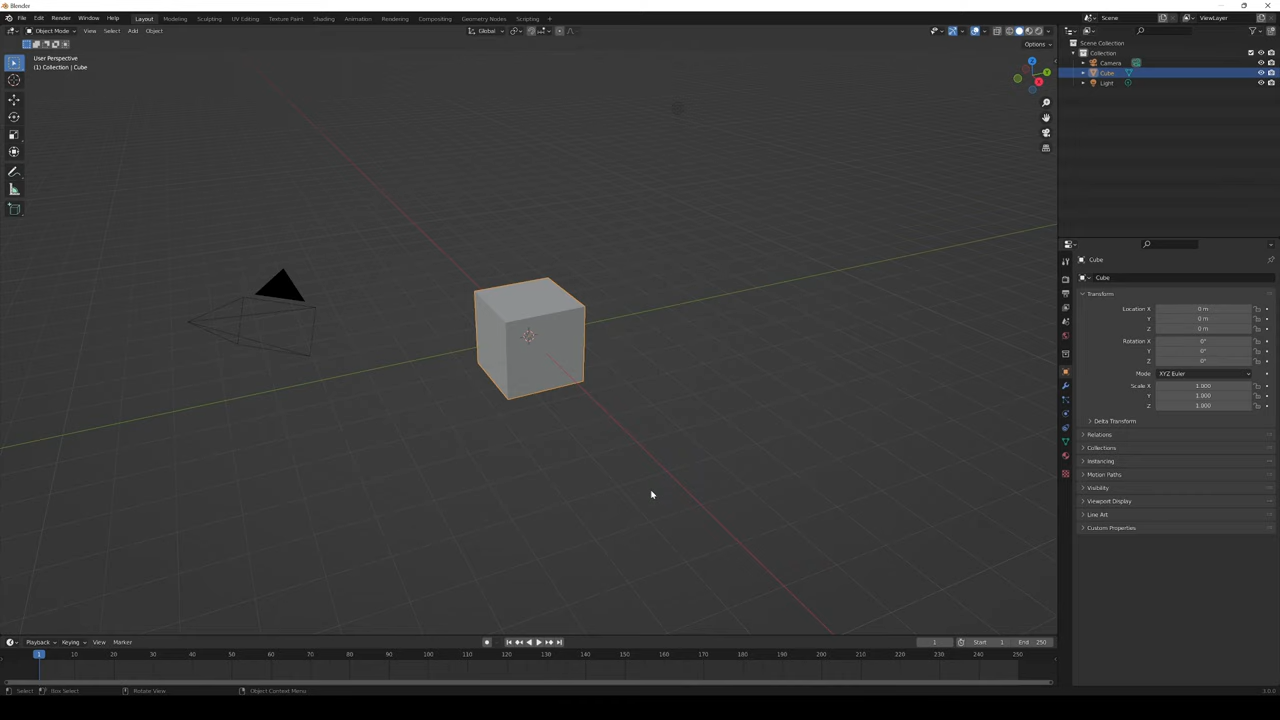 Blender
File Edit Render Window Help Layout Modeling Sculpting UV Editing Texture Paint Shading Animation Rendering Compositing Geometry Nodes Scripting + Scene ViewLayer
Object Mode View Select Add Object Global
Options
User Perspective
(1) Collection | Cube
Z
Y
X
Scene Collection
Collection
Camera
Cube
Light
Cube
Cube
Transform
Location X 0 m
Y 0 m
Z 0 m
Rotation X 0°
Y 0°
Z 0°
Mode XYZ Euler
Scale X 1.000
Y 1.000
Z 1.000
Delta Transform
Relations
Collections
Instancing
Motion Paths
Visibility
Viewport Display
Line Art
Custom Properties
Playback Keying View Marker 1 Start 1 End 250
1 10 20 30 40 50 60 70 80 90 100 110 120 130 140 150 160 170 180 190 200 210 220 230 240 250
Select Box Select Rotate View Object Context Menu 3.0.0